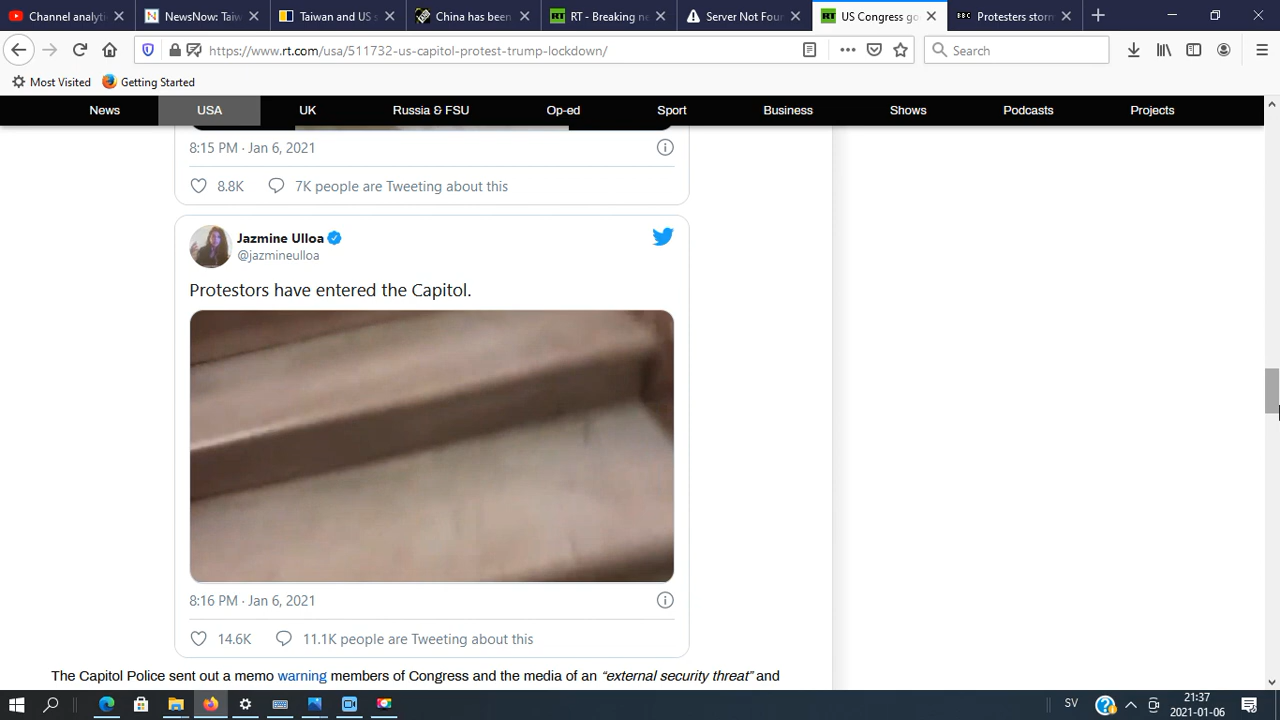 Channel analyti
NewsNow: Taiw
Taiwan and US s
China has been
RT - Breaking ne
Server Not Foun
US Congress go
BBC
Protesters storm
https://www.rt.com/usa/511732-us-capitol-protest-trump-lockdown/
Search
Most Visited
Getting Started
News
USA
UK
Russia & FSU
Op-ed
Sport
Business
Shows
Podcasts
Projects
8:15 PM · Jan 6, 2021
8.8K
7K people are Tweeting about this
Jazmine Ulloa
@jazmineulloa
Protestors have entered the Capitol.
8:16 PM · Jan 6, 2021
14.6K
11.1K people are Tweeting about this
The Capitol Police sent out a memo warning members of Congress and the media of an “external security threat” and
SV
21:37
2021-01-06